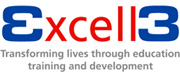 Excell3
Transforming lives through education
training and development